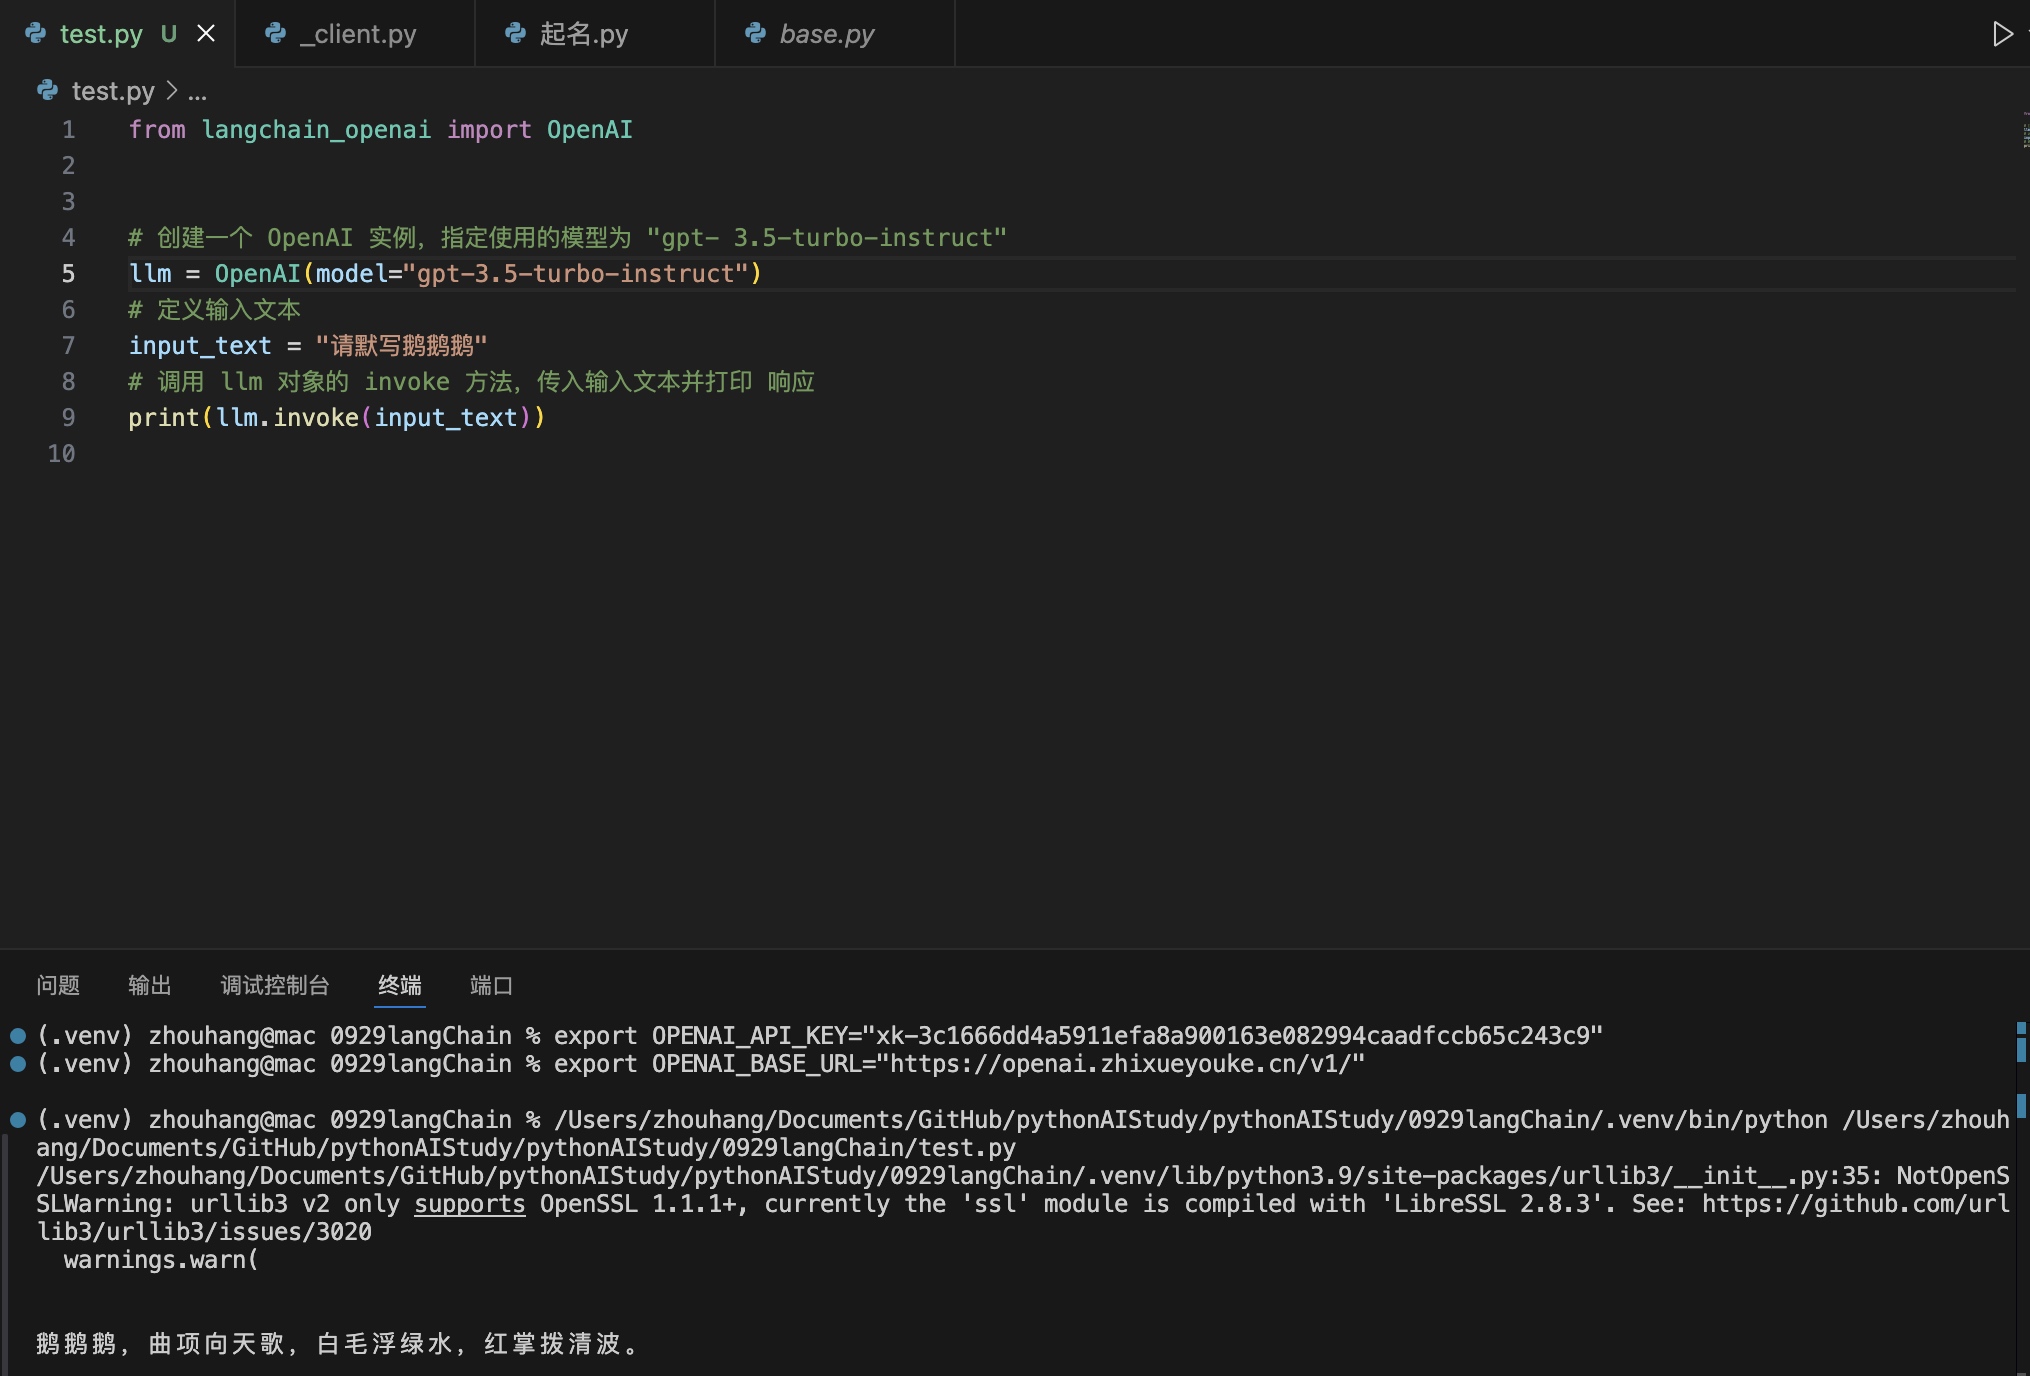 test.py U
_client.py
起名.py
base.py
test.py > ...
1 from langchain_openai import OpenAI
2
3
4 # 创建一个 OpenAI 实例，指定使用的模型为 "gpt- 3.5-turbo-instruct"
5 llm = OpenAI(model="gpt-3.5-turbo-instruct")
6 # 定义输入文本
7 input_text = "请默写鹅鹅鹅"
8 # 调用 llm 对象的 invoke 方法，传入输入文本并打印 响应
9 print(llm.invoke(input_text))
10
问题 输出 调试控制台 终端 端口
(.venv) zhouhang@mac 0929langChain % export OPENAI_API_KEY="xk-3c1666dd4a5911efa8a900163e082994caadfccb65c243c9"
(.venv) zhouhang@mac 0929langChain % export OPENAI_BASE_URL="https://openai.zhixueyouke.cn/v1/"
(.venv) zhouhang@mac 0929langChain % /Users/zhouhang/Documents/GitHub/pythonAIStudy/pythonAIStudy/0929langChain/.venv/bin/python /Users/zhouh
ang/Documents/GitHub/pythonAIStudy/pythonAIStudy/0929langChain/test.py
/Users/zhouhang/Documents/GitHub/pythonAIStudy/pythonAIStudy/0929langChain/.venv/lib/python3.9/site-packages/urllib3/__init__.py:35: NotOpenS
SLWarning: urllib3 v2 only supports OpenSSL 1.1.1+, currently the 'ssl' module is compiled with 'LibreSSL 2.8.3'. See: https://github.com/url
lib3/urllib3/issues/3020
  warnings.warn(
鹅鹅鹅，曲项向天歌，白毛浮绿水，红掌拨清波。